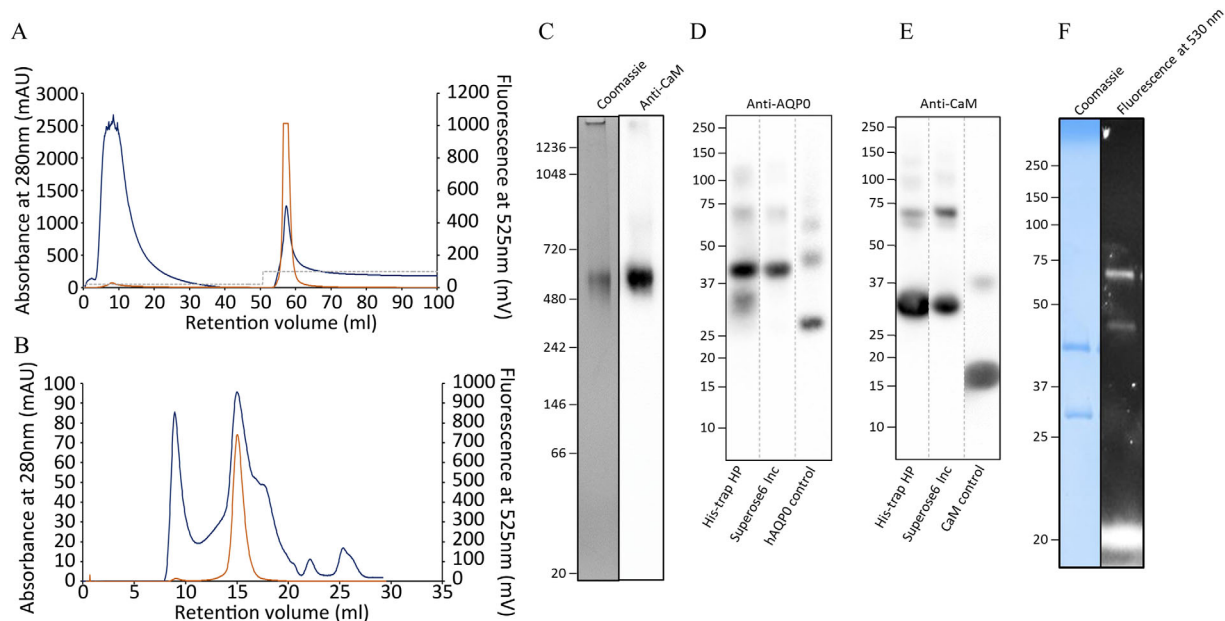 A
Absorbance at 280nm (mAU)
3000
2500
2000
1500
1000
500
0
0 10 20 30 40 50 60 70 80 90 100
Retention volume (ml)
1200
1000
800
600
400
200
0
Fluorescence at 525nm (mV)
B
Absorbance at 280nm (mAU)
100
90
80
70
60
50
40
30
20
10
0
0 5 10 15 20 25 30 35
Retention volume (ml)
1000
900
800
700
600
500
400
300
200
100
0
Fluorescence at 525nm (mV)
C
Coomassie
Anti-CaM
1236
1048
720
480
242
146
66
20
D
Anti-AQP0
250
150
100
75
50
37
25
20
15
10
His-trap HP
Superose6 Inc
hAQP0 control
E
Anti-CaM
250
150
100
75
50
37
25
20
15
10
His-trap HP
Superose6 Inc
CaM control
F
Coomassie
Fluorescence at 530 nm
250
150
100
75
50
37
25
20